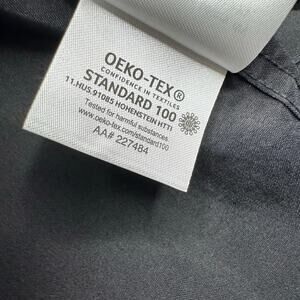 OEKO-TEX®
CONFIDENCE IN TEXTILES
STANDARD 100
11.HUS.91085 HOHENSTEIN HTTI
Tested for harmful substances
www.oeko-tex.com/standard100
AA# 227484